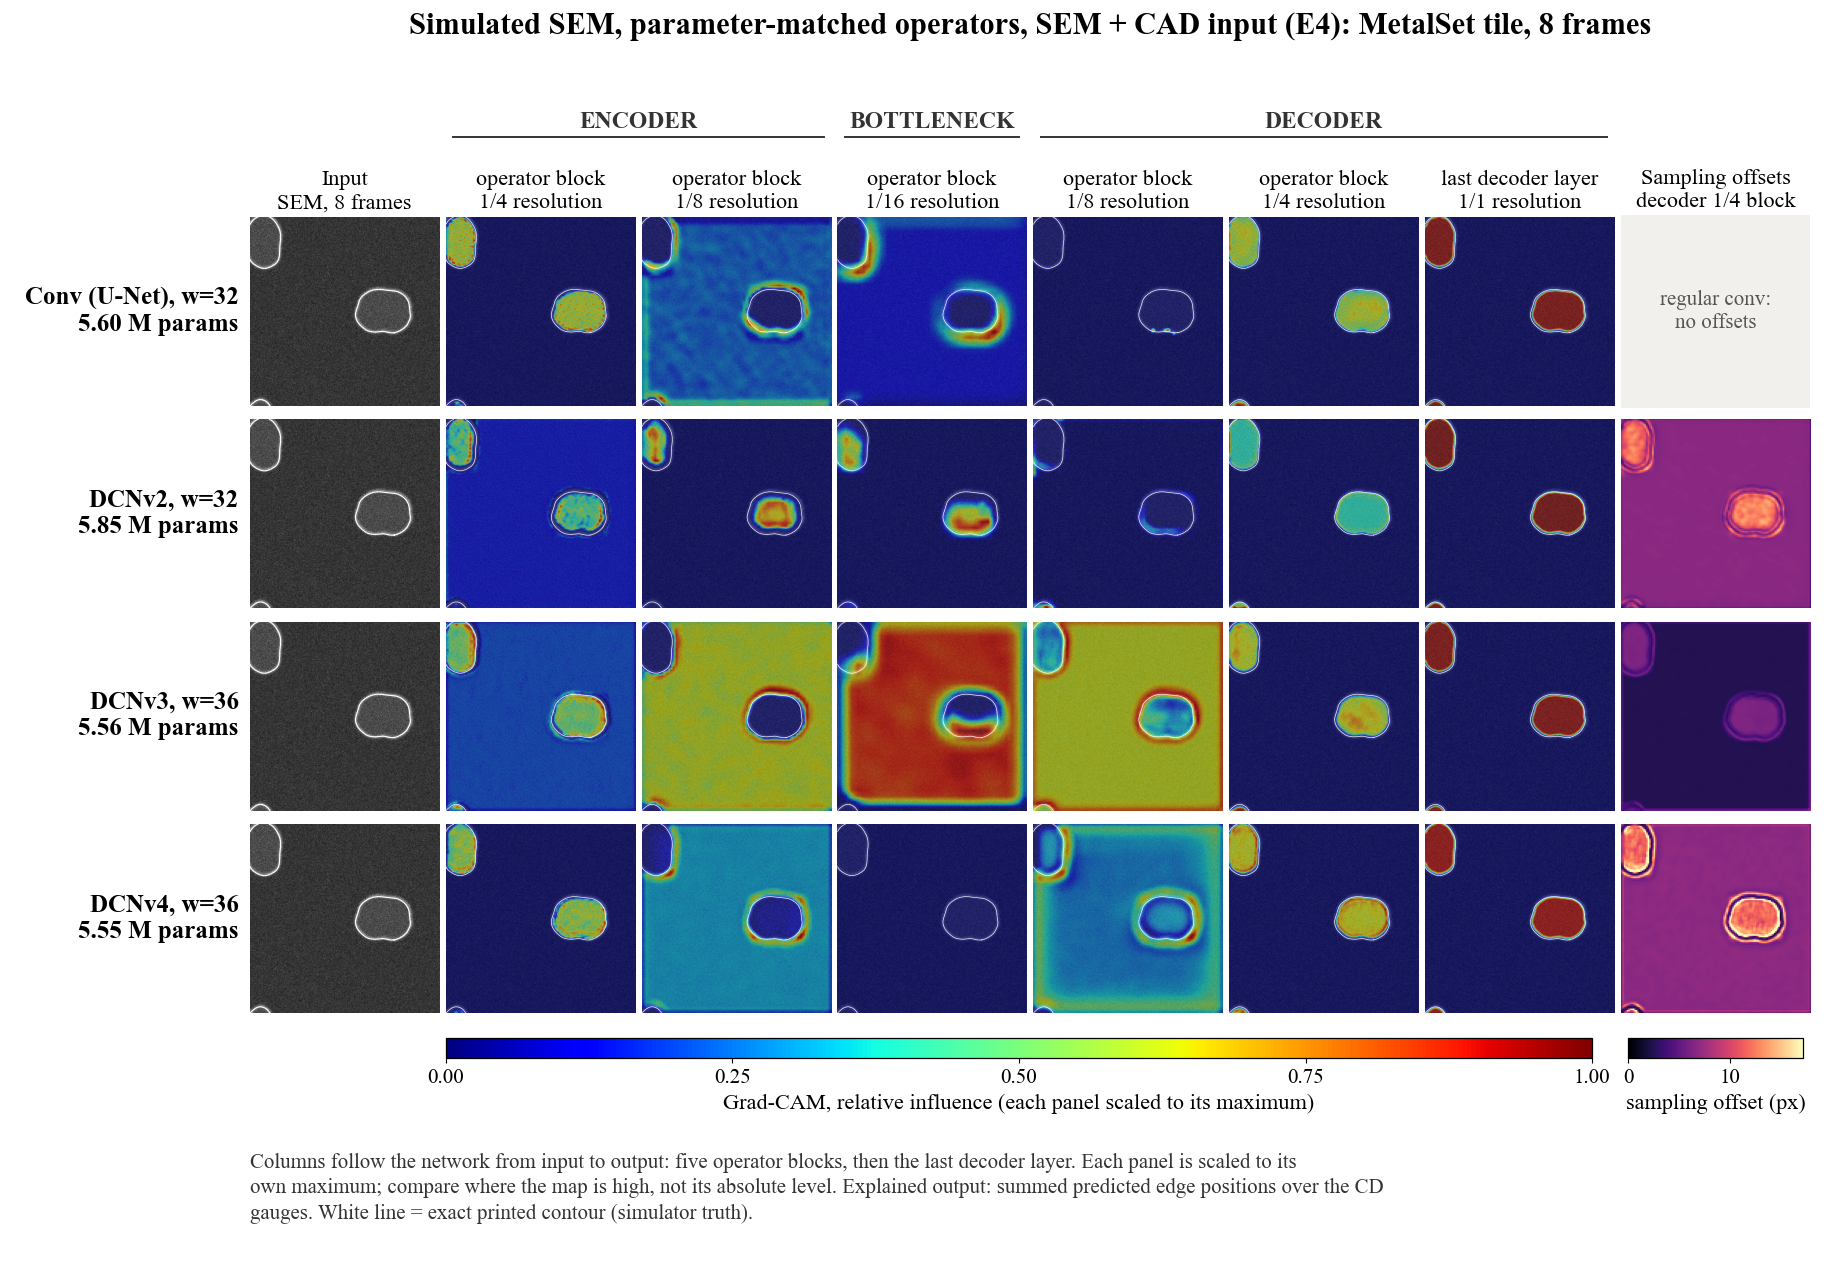 Simulated SEM, parameter-matched operators, SEM + CAD input (E4): MetalSet tile, 8 frames
ENCODER
BOTTLENECK
DECODER
Input
SEM, 8 frames
operator block
1/4 resolution
operator block
1/8 resolution
operator block
1/16 resolution
operator block
1/8 resolution
operator block
1/4 resolution
last decoder layer
1/1 resolution
Sampling offsets
decoder 1/4 block
Conv (U-Net), w=32
5.60 M params
regular conv:
no offsets
DCNv2, w=32
5.85 M params
DCNv3, w=36
5.56 M params
DCNv4, w=36
5.55 M params
0.00 0.25 0.50 0.75 1.00
Grad-CAM, relative influence (each panel scaled to its maximum)
0 10
sampling offset (px)
Columns follow the network from input to output: five operator blocks, then the last decoder layer. Each panel is scaled to its
own maximum; compare where the map is high, not its absolute level. Explained output: summed predicted edge positions over the CD
gauges. White line = exact printed contour (simulator truth).